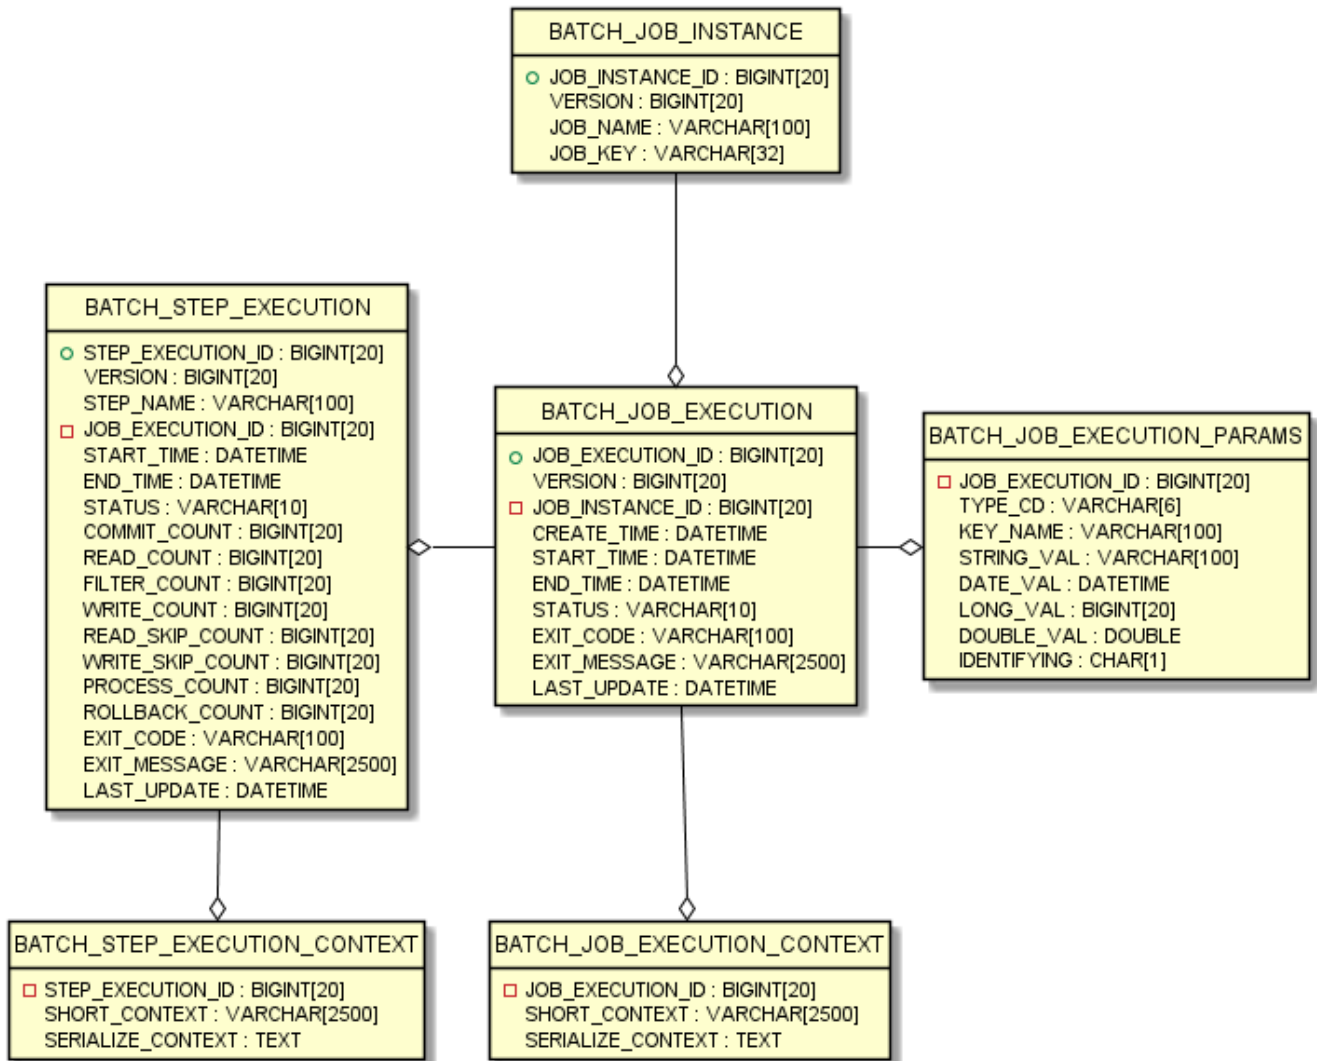 BATCH_JOB_INSTANCE
JOB_INSTANCE_ID : BIGINT[20]
VERSION : BIGINT[20]
JOB_NAME : VARCHAR[100]
JOB_KEY : VARCHAR[32]
BATCH_STEP_EXECUTION
STEP_EXECUTION_ID : BIGINT[20]
VERSION : BIGINT[20]
STEP_NAME : VARCHAR[100]
JOB_EXECUTION_ID : BIGINT[20]
START_TIME : DATETIME
END_TIME : DATETIME
STATUS : VARCHAR[10]
COMMIT_COUNT : BIGINT[20]
READ_COUNT : BIGINT[20]
FILTER_COUNT : BIGINT[20]
WRITE_COUNT : BIGINT[20]
READ_SKIP_COUNT : BIGINT[20]
WRITE_SKIP_COUNT : BIGINT[20]
PROCESS_COUNT : BIGINT[20]
ROLLBACK_COUNT : BIGINT[20]
EXIT_CODE : VARCHAR[100]
EXIT_MESSAGE : VARCHAR[2500]
LAST_UPDATE : DATETIME
BATCH_JOB_EXECUTION
JOB_EXECUTION_ID : BIGINT[20]
VERSION : BIGINT[20]
JOB_INSTANCE_ID : BIGINT[20]
CREATE_TIME : DATETIME
START_TIME : DATETIME
END_TIME : DATETIME
STATUS : VARCHAR[10]
EXIT_CODE : VARCHAR[100]
EXIT_MESSAGE : VARCHAR[2500]
LAST_UPDATE : DATETIME
BATCH_JOB_EXECUTION_PARAMS
JOB_EXECUTION_ID : BIGINT[20]
TYPE_CD : VARCHAR[6]
KEY_NAME : VARCHAR[100]
STRING_VAL : VARCHAR[100]
DATE_VAL : DATETIME
LONG_VAL : BIGINT[20]
DOUBLE_VAL : DOUBLE
IDENTIFYING : CHAR[1]
BATCH_STEP_EXECUTION_CONTEXT
STEP_EXECUTION_ID : BIGINT[20]
SHORT_CONTEXT : VARCHAR[2500]
SERIALIZE_CONTEXT : TEXT
BATCH_JOB_EXECUTION_CONTEXT
JOB_EXECUTION_ID : BIGINT[20]
SHORT_CONTEXT : VARCHAR[2500]
SERIALIZE_CONTEXT : TEXT